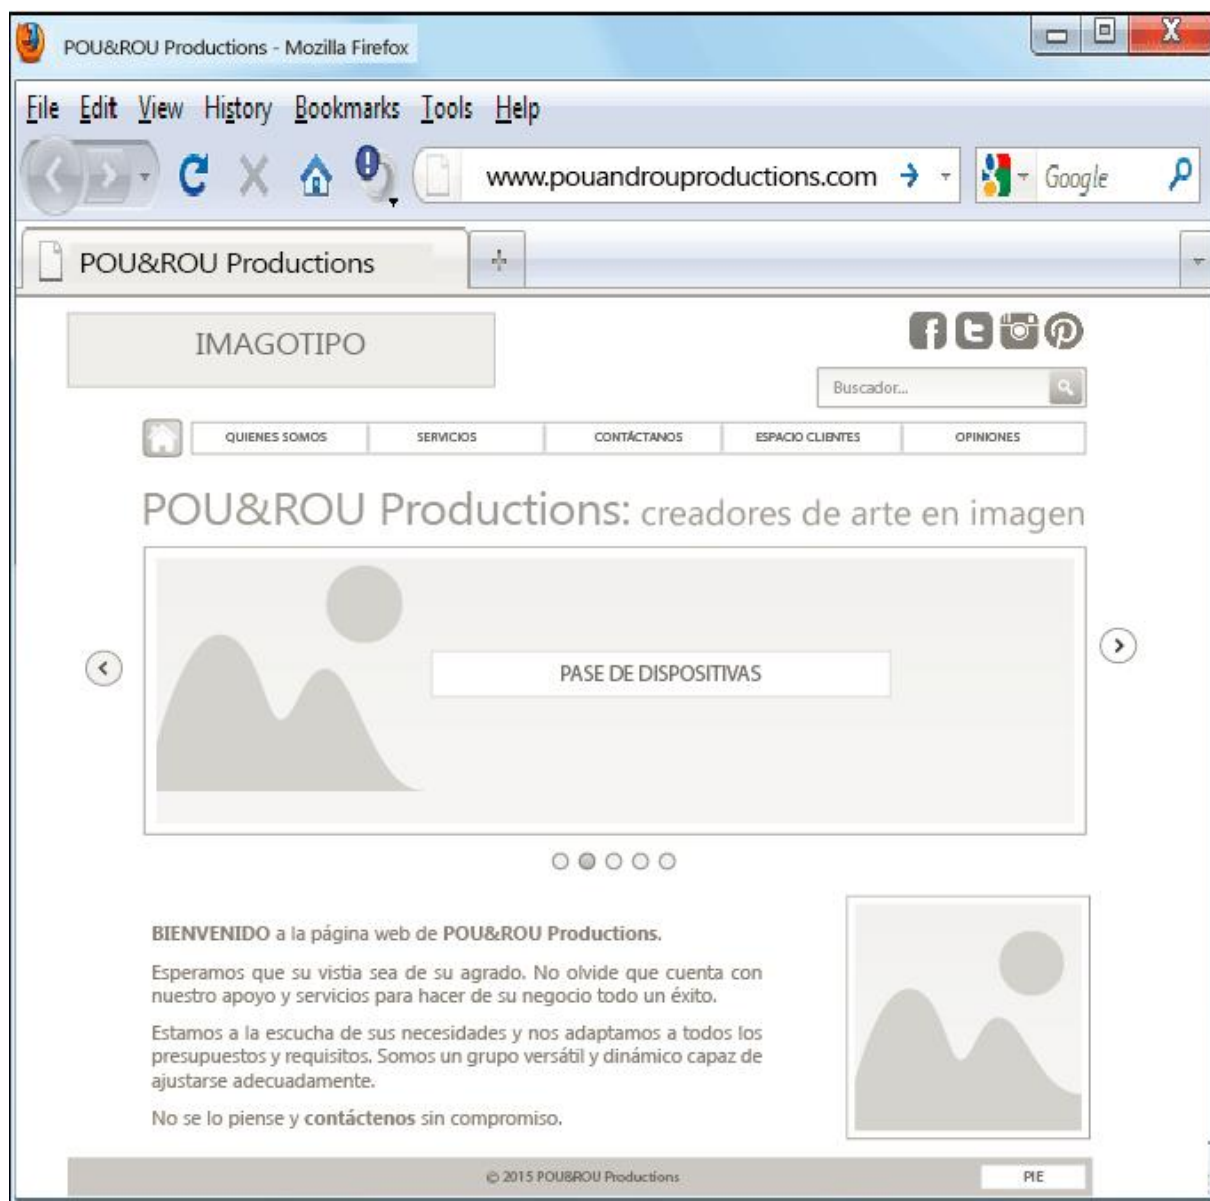 POU&ROU Productions - Mozilla Firefox
File Edit View History Bookmarks Tools Help
www.pouandrouproductions.com Google
POU&ROU Productions
IMAGOTIPO
Buscador...
QUIENES SOMOS SERVICIOS CONTÁCTANOS ESPACIO CLIENTES OPINIONES
POU&ROU Productions: creadores de arte en imagen
PASE DE DISPOSITIVAS
BIENVENIDO a la página web de POU&ROU Productions.
Esperamos que su vistia sea de su agrado. No olvide que cuenta con
nuestro apoyo y servicios para hacer de su negocio todo un éxito.
Estamos a la escucha de sus necesidades y nos adaptamos a todos los
presupuestos y requisitos. Somos un grupo versátil y dinámico capaz de
ajustarse adecuadamente.
No se lo piense y contáctenos sin compromiso.
© 2015 POU&ROU Productions PIE